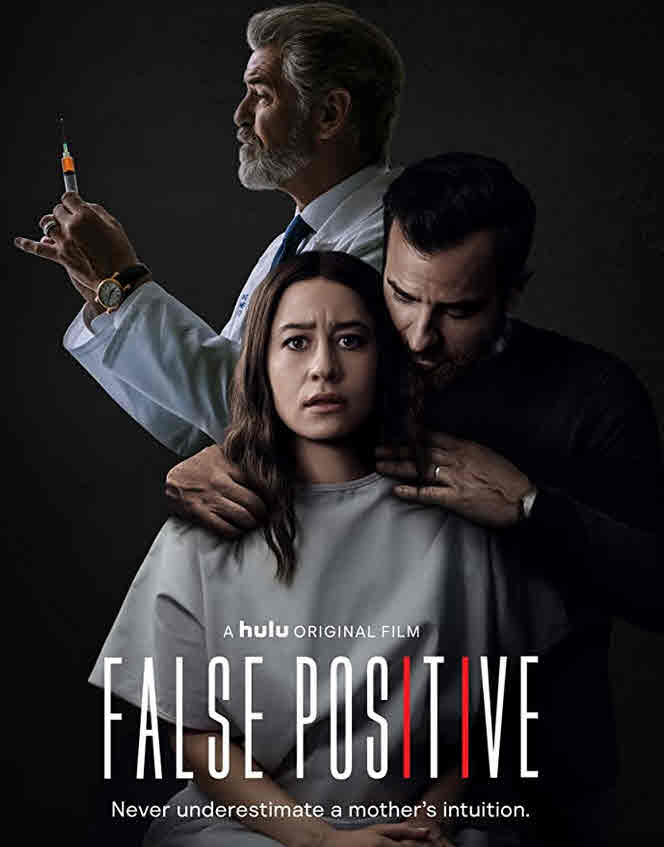 A hulu ORIGINAL FILM
FALSE POSITIVE
Never underestimate a mother's intuition.